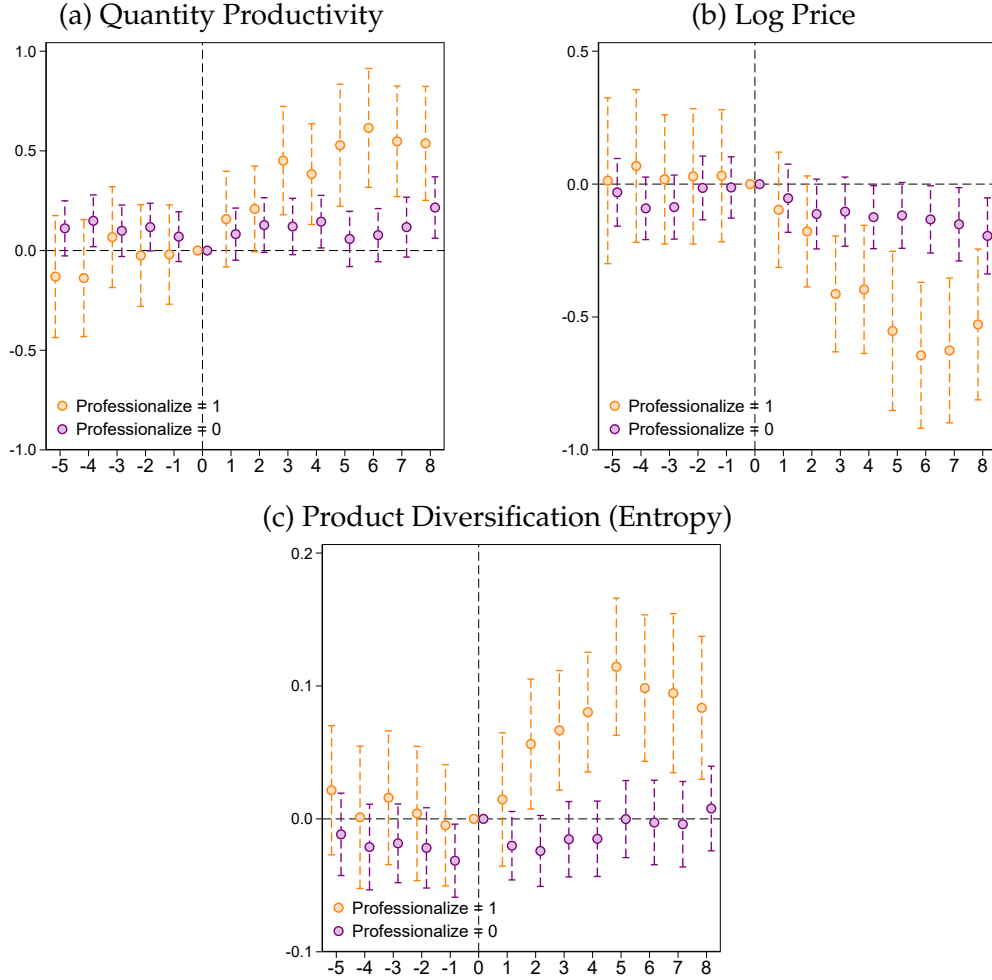 (a) Quantity Productivity
1.0
0.5
0.0
-0.5
-1.0
Professionalize = 1
Professionalize = 0
-5 -4 -3 -2 -1 0 1 2 3 4 5 6 7 8
(b) Log Price
0.5
0.0
-0.5
-1.0
Professionalize = 1
Professionalize = 0
-5 -4 -3 -2 -1 0 1 2 3 4 5 6 7 8
(c) Product Diversification (Entropy)
0.2
0.1
0.0
-0.1
Professionalize = 1
Professionalize = 0
-5 -4 -3 -2 -1 0 1 2 3 4 5 6 7 8